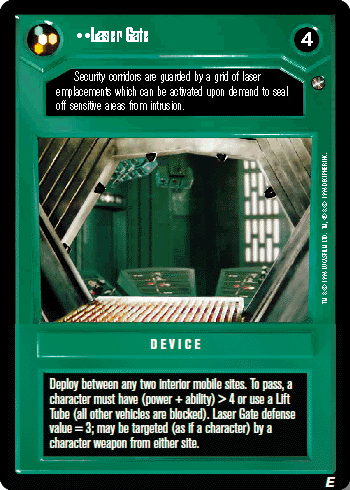 ••Laser Gate
4
Security corridors are guarded by a grid of laser
emplacements which can be activated upon demand to seal
off sensitive areas from intrusion.
DEVICE
Deploy between any two interior mobile sites. To pass, a
character must have (power + ability) > 4 or use a Lift
Tube (all other vehicles are blocked). Laser Gate defense
value = 3; may be targeted (as if a character) by a
character weapon from either site.
E